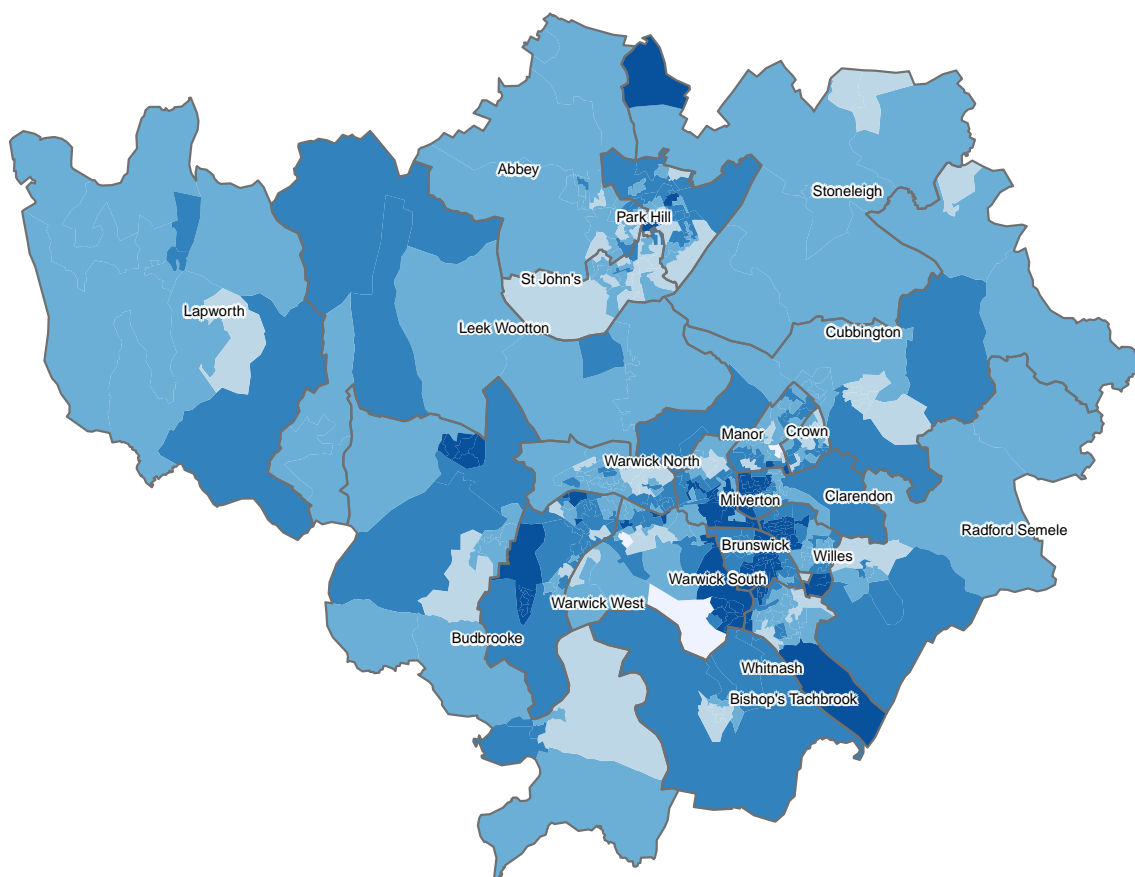 Abbey
Stoneleigh
Park Hill
St John's
Lapworth
Leek Wootton
Cubbington
Manor
Crown
Warwick North
Milverton
Clarendon
Radford Semele
Brunswick
Willes
Warwick South
Warwick West
Budbrooke
Whitnash
Bishop's Tachbrook